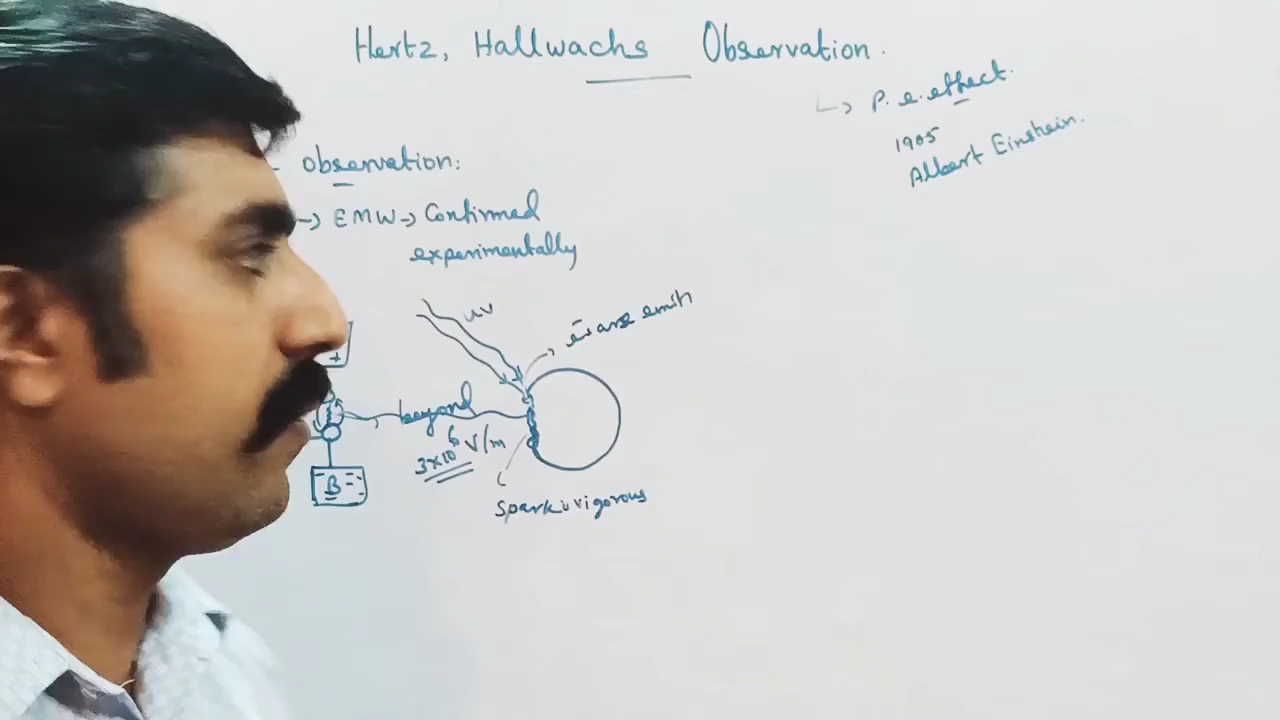 Hertz, Hallwachs Observation.
↳ P.e.effect.
1905
Albert Einstein.
observation:
→ EMW → Confirmed
experimentally
UV
e⁻s are emith
+
beyond
3×10⁶ V/m
B
Spark is vigorous